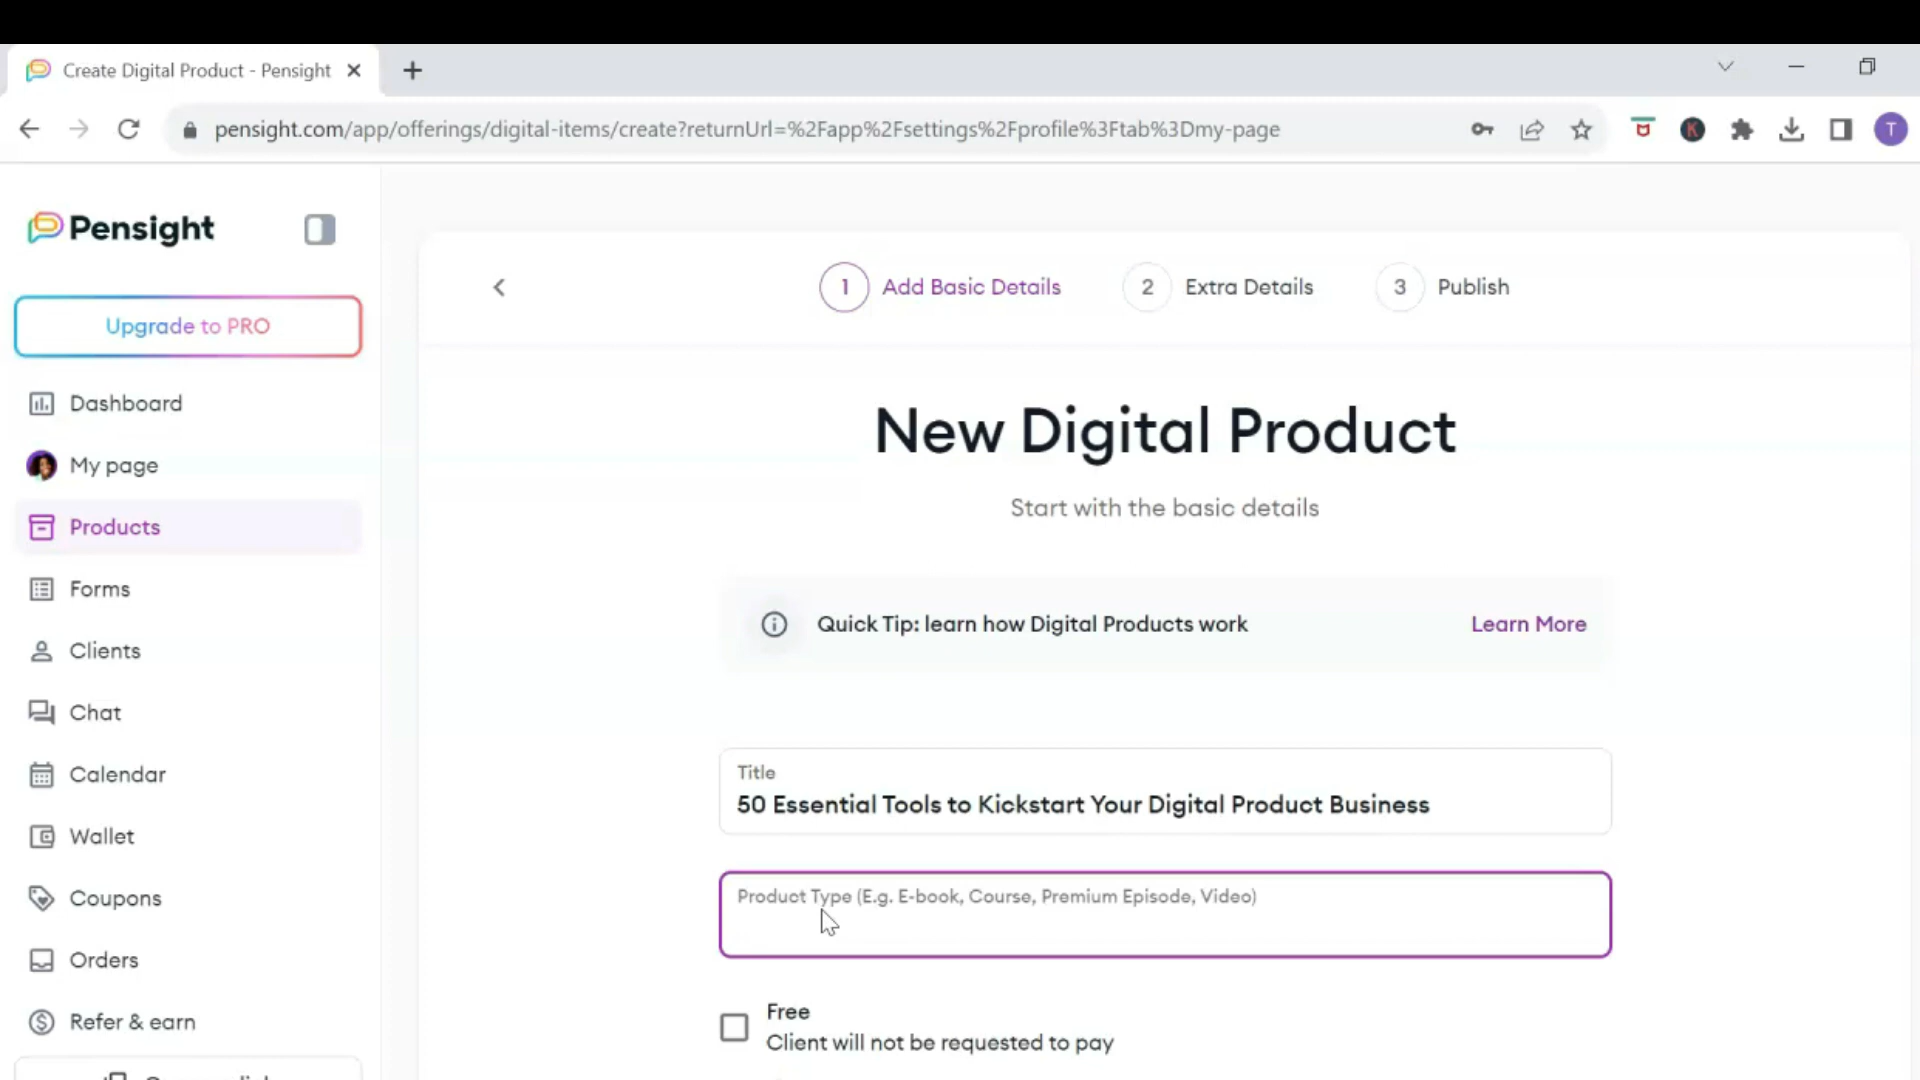 Create Digital Product - Pensight
pensight.com/app/offerings/digital-items/create?returnUrl=%2Fapp%2Fsettings%2Fprofile%3Ftab%3Dmy-page
K
T
Pensight
1 Add Basic Details 2 Extra Details 3 Publish
Upgrade to PRO
Dashboard
My page
Products
Forms
Clients
Chat
Calendar
Wallet
Coupons
Orders
Refer & earn
New Digital Product
Start with the basic details
Quick Tip: learn how Digital Products work Learn More
Title
50 Essential Tools to Kickstart Your Digital Product Business
Product Type (E.g. E-book, Course, Premium Episode, Video)
Free
Client will not be requested to pay